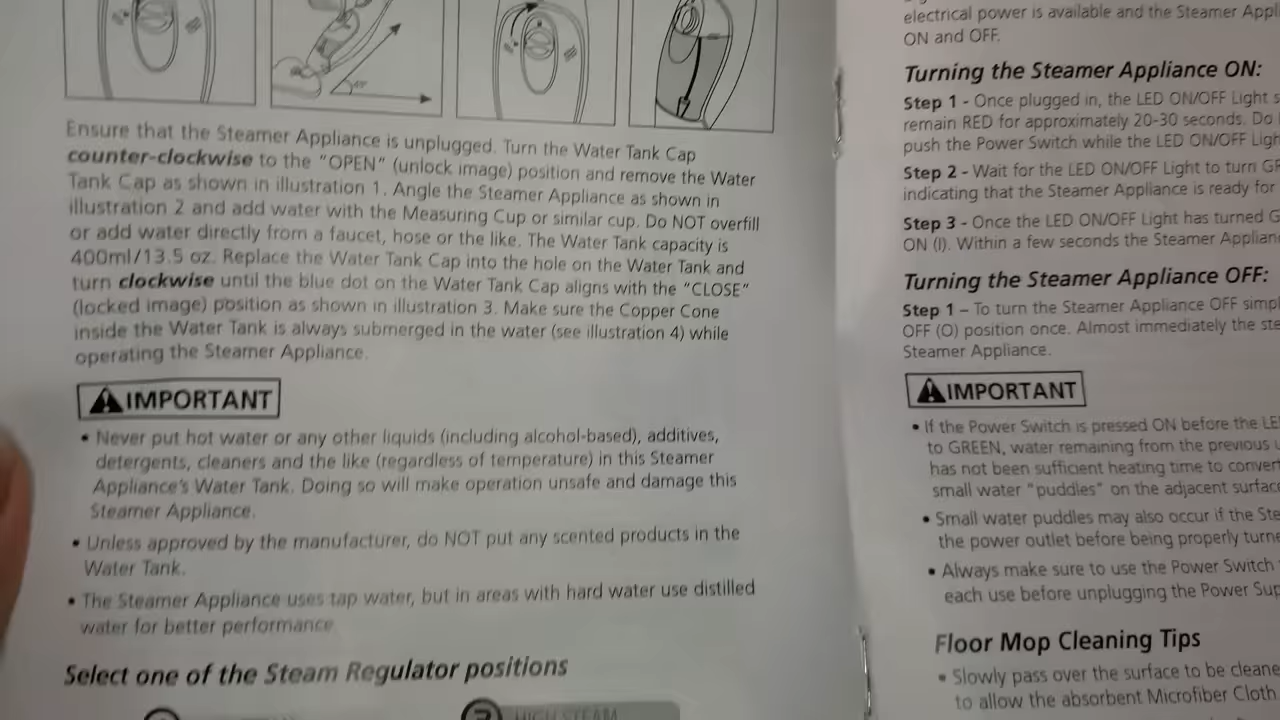 45°
Ensure that the Steamer Appliance is unplugged. Turn the Water Tank Cap
counter-clockwise to the "OPEN" (unlock image) position and remove the Water
Tank Cap as shown in illustration 1. Angle the Steamer Appliance as shown in
illustration 2 and add water with the Measuring Cup or similar cup. Do NOT overfill
or add water directly from a faucet, hose or the like. The Water Tank capacity is
400ml/13.5 oz. Replace the Water Tank Cap into the hole on the Water Tank and
turn clockwise until the blue dot on the Water Tank Cap aligns with the "CLOSE"
(locked image) position as shown in illustration 3. Make sure the Copper Cone
inside the Water Tank is always submerged in the water (see illustration 4) while
operating the Steamer Appliance.
IMPORTANT
• Never put hot water or any other liquids (including alcohol-based), additives,
detergents, cleaners and the like (regardless of temperature) in this Steamer
Appliance's Water Tank. Doing so will make operation unsafe and damage this
Steamer Appliance.
• Unless approved by the manufacturer, do NOT put any scented products in the
Water Tank.
• The Steamer Appliance uses tap water, but in areas with hard water use distilled
water for better performance
Select one of the Steam Regulator positions
HIGH STEAM
electrical power is available and the Steamer Appli
ON and OFF.
Turning the Steamer Appliance ON:
Step 1 - Once plugged in, the LED ON/OFF Light
remain RED for approximately 20-30 seconds. Do
push the Power Switch while the LED ON/OFF Ligh
Step 2 - Wait for the LED ON/OFF Light to turn GR
indicating that the Steamer Appliance is ready for
Step 3 - Once the LED ON/OFF Light has turned G
ON (I). Within a few seconds the Steamer Applian
Turning the Steamer Appliance OFF:
Step 1 – To turn the Steamer Appliance OFF simpl
OFF (O) position once. Almost immediately the ste
Steamer Appliance.
IMPORTANT
• If the Power Switch is pressed ON before the LE
to GREEN, water remaining from the previous
has not been sufficient heating time to convert
small water "puddles" on the adjacent surfac
• Small water puddles may also occur if the Ste
the power outlet before being properly turne
• Always make sure to use the Power Switch
each use before unplugging the Power Sup
Floor Mop Cleaning Tips
• Slowly pass over the surface to be cleane
to allow the absorbent Microfiber Cloth